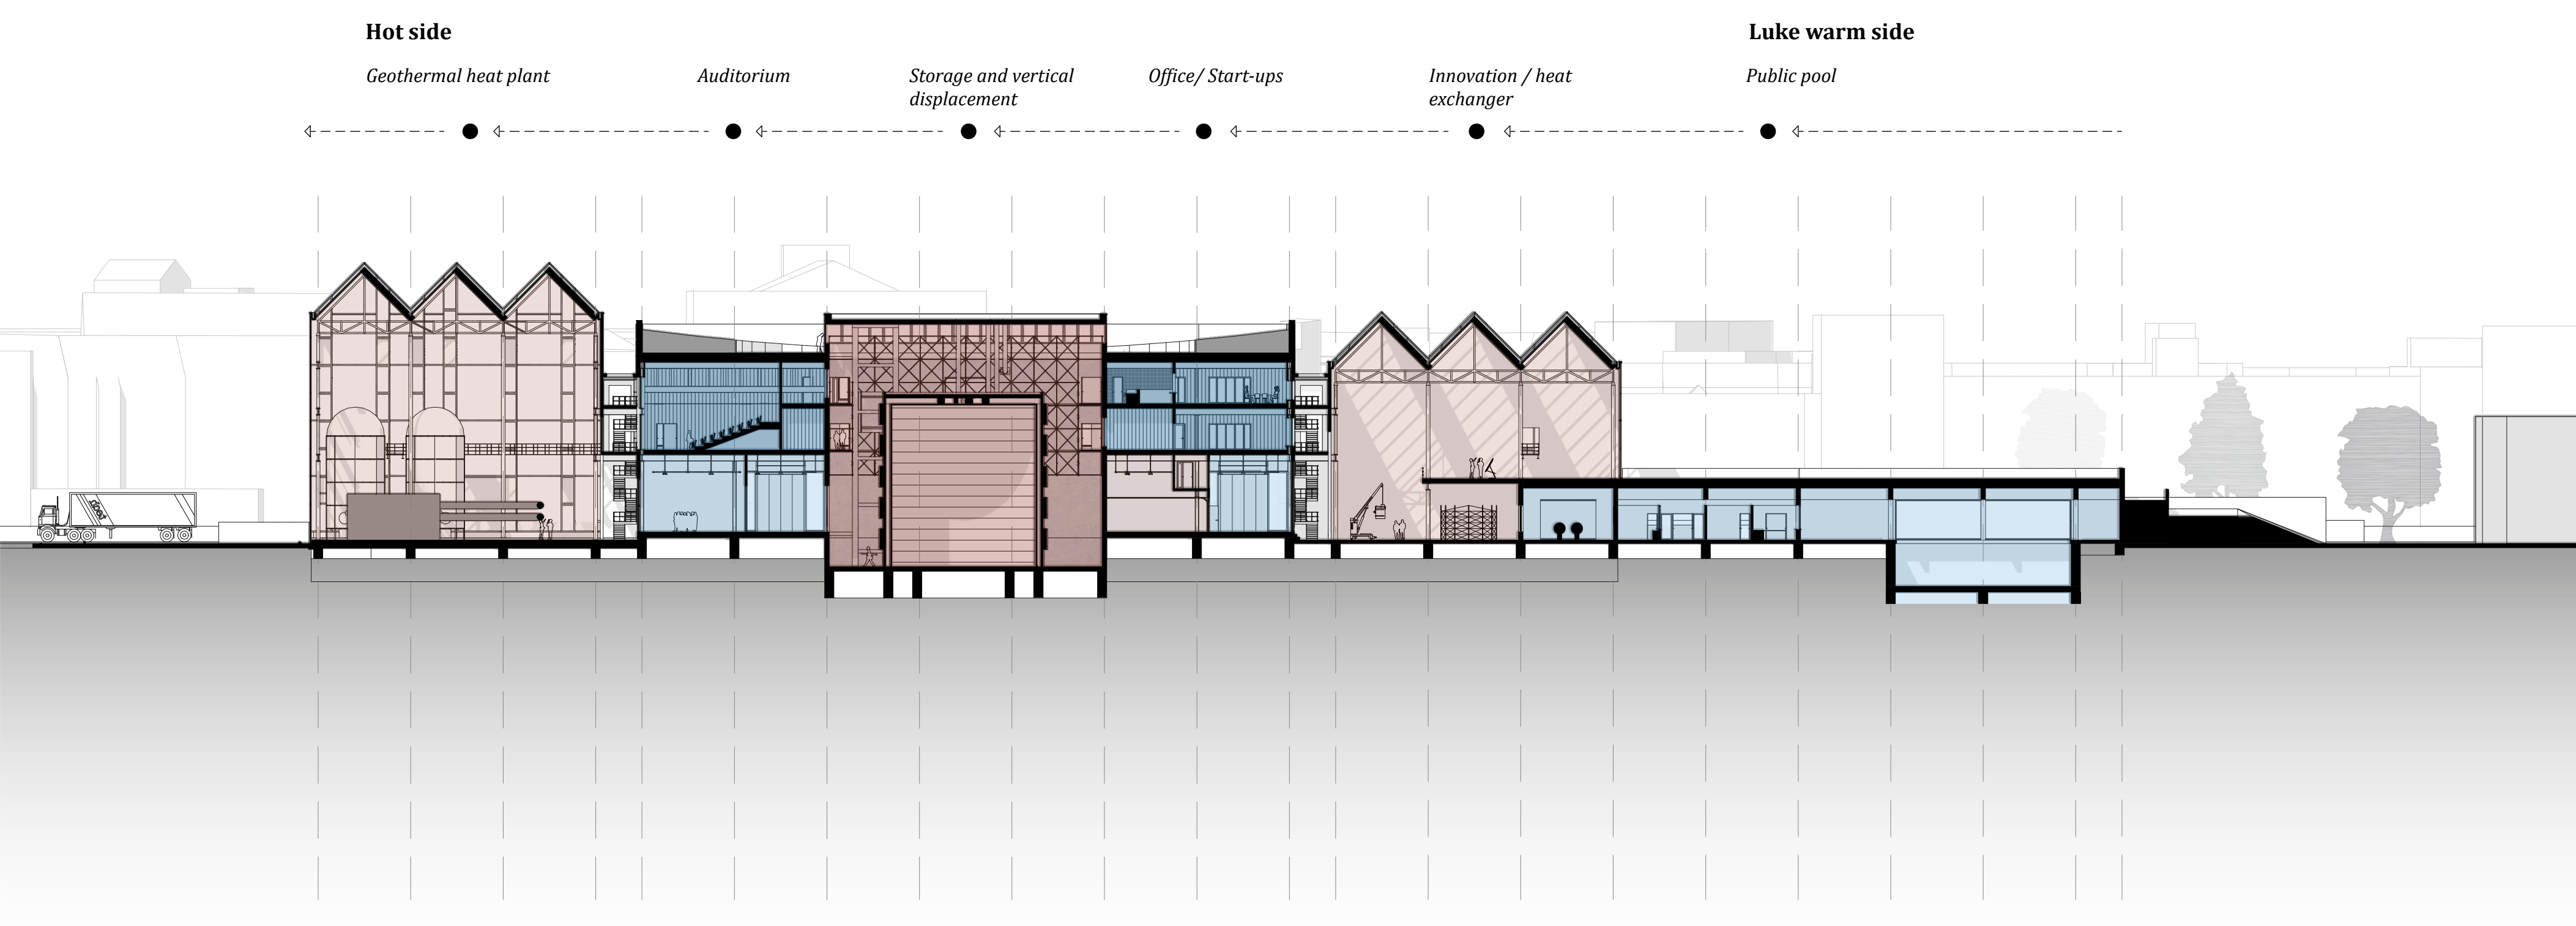 Hot side
Luke warm side
Geothermal heat plant
Auditorium
Storage and vertical
displacement
Office/ Start-ups
Innovation / heat
exchanger
Public pool